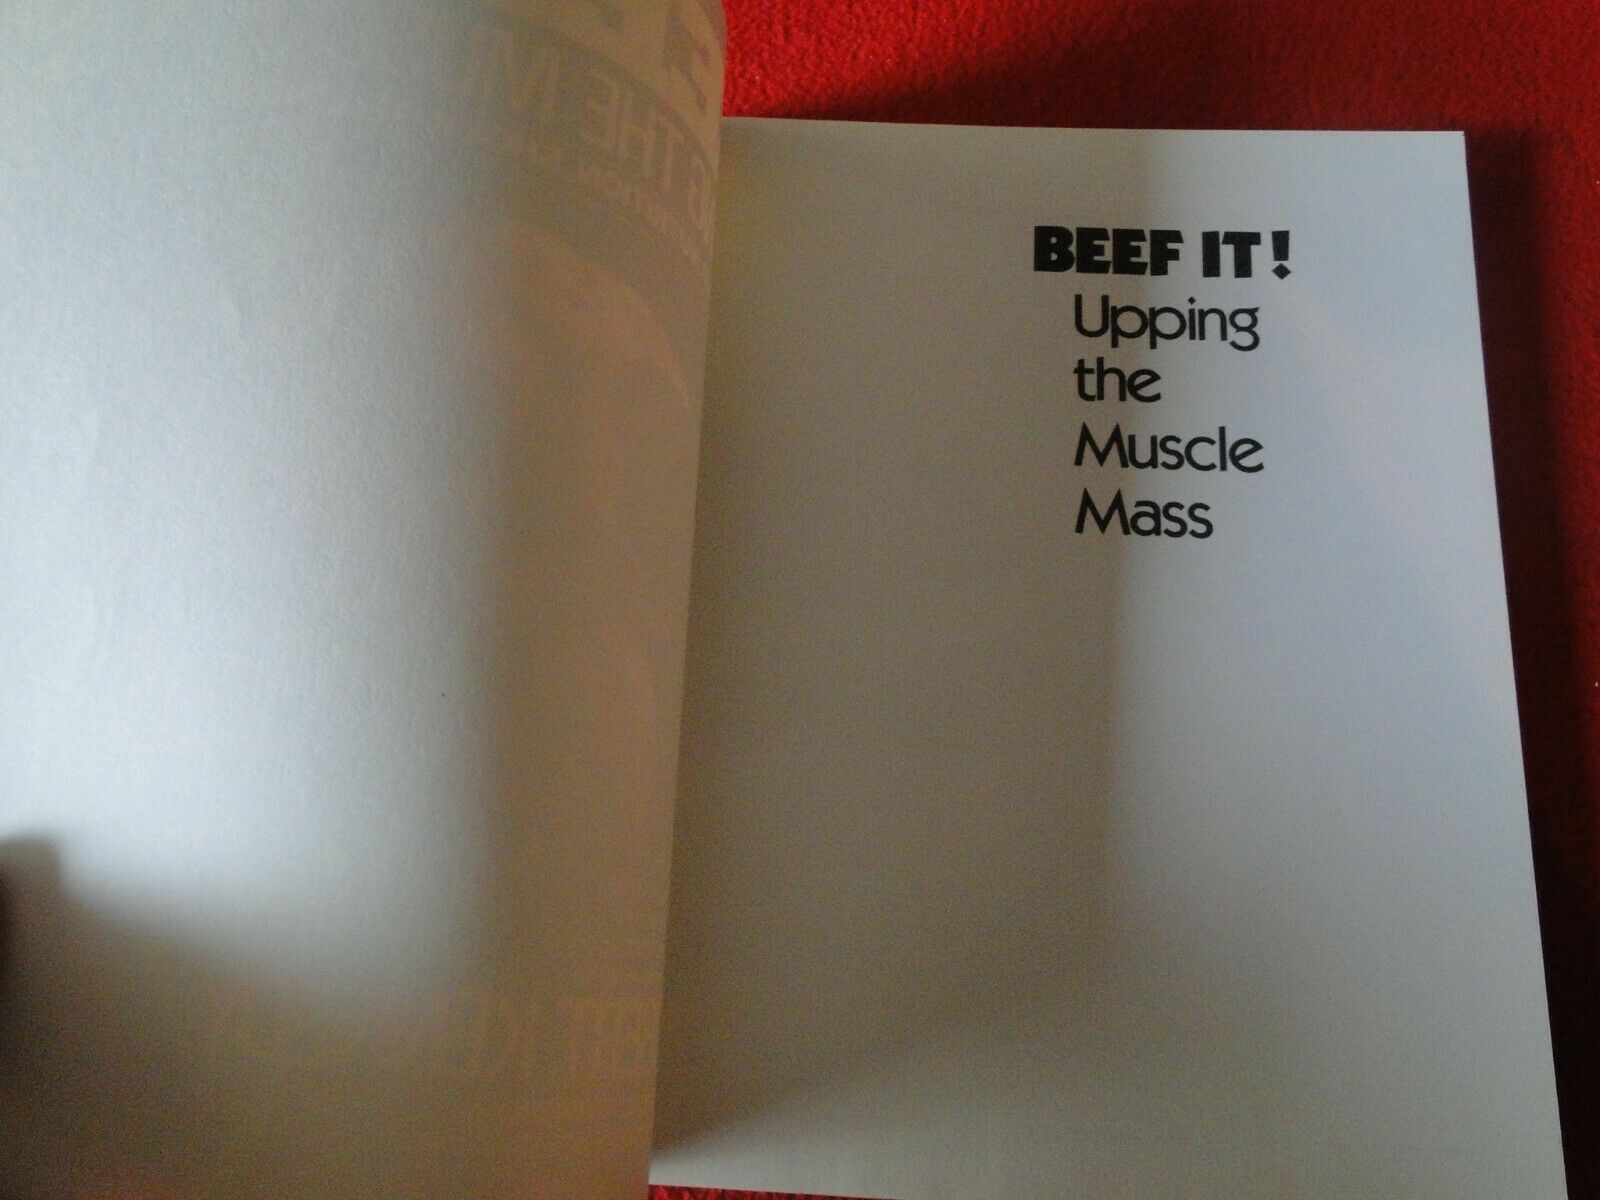 BEEF IT!
Upping
the
Muscle
Mass